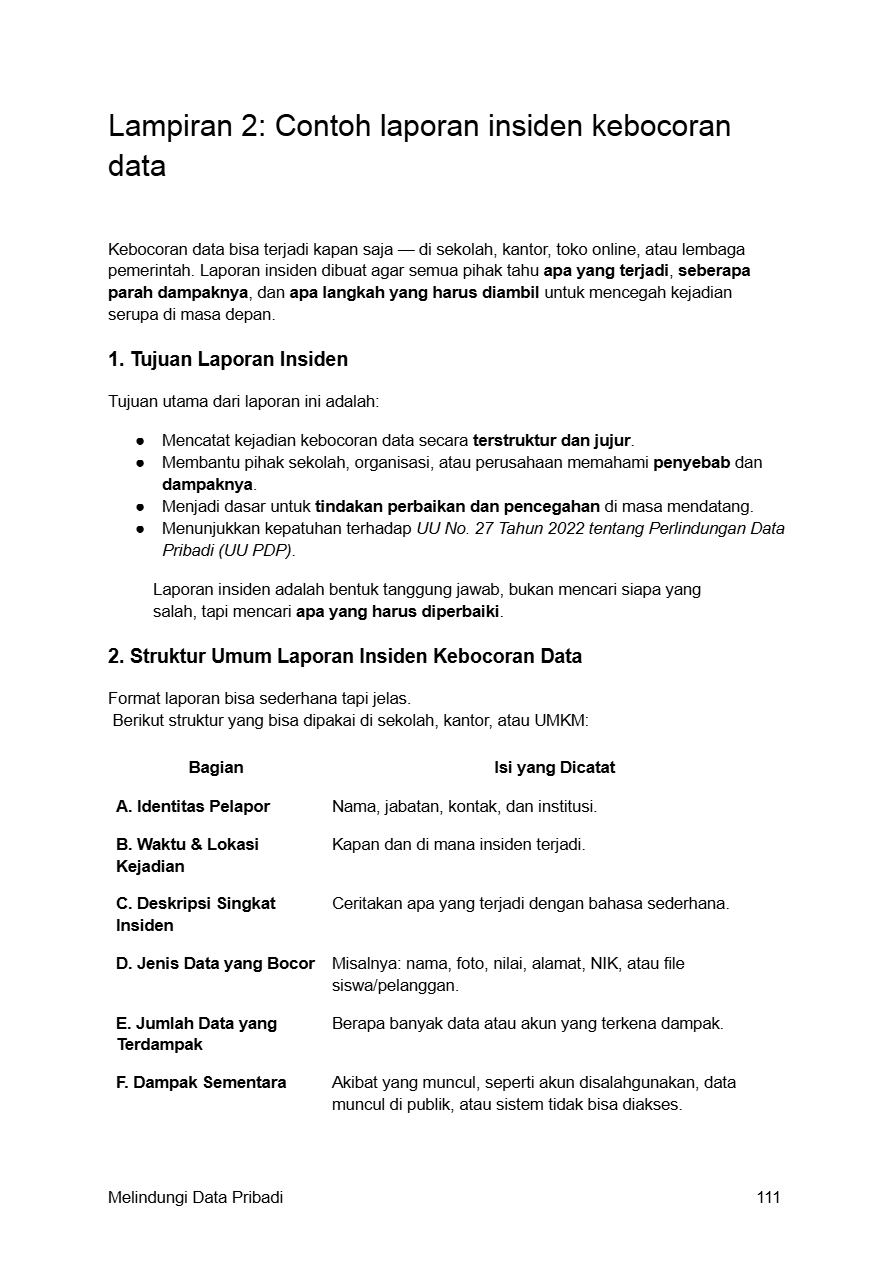 Lampiran 2: Contoh laporan insiden kebocoran
data
Kebocoran data bisa terjadi kapan saja — di sekolah, kantor, toko online, atau lembaga
pemerintah. Laporan insiden dibuat agar semua pihak tahu apa yang terjadi, seberapa
parah dampaknya, dan apa langkah yang harus diambil untuk mencegah kejadian
serupa di masa depan.
1. Tujuan Laporan Insiden
Tujuan utama dari laporan ini adalah:
● Mencatat kejadian kebocoran data secara terstruktur dan jujur.
● Membantu pihak sekolah, organisasi, atau perusahaan memahami penyebab dan
dampaknya.
● Menjadi dasar untuk tindakan perbaikan dan pencegahan di masa mendatang.
● Menunjukkan kepatuhan terhadap UU No. 27 Tahun 2022 tentang Perlindungan Data
Pribadi (UU PDP).
Laporan insiden adalah bentuk tanggung jawab, bukan mencari siapa yang
salah, tapi mencari apa yang harus diperbaiki.
2. Struktur Umum Laporan Insiden Kebocoran Data
Format laporan bisa sederhana tapi jelas.
Berikut struktur yang bisa dipakai di sekolah, kantor, atau UMKM:
Bagian Isi yang Dicatat
A. Identitas Pelapor Nama, jabatan, kontak, dan institusi.
B. Waktu & Lokasi Kapan dan di mana insiden terjadi.
Kejadian
C. Deskripsi Singkat Ceritakan apa yang terjadi dengan bahasa sederhana.
Insiden
D. Jenis Data yang Bocor Misalnya: nama, foto, nilai, alamat, NIK, atau file
siswa/pelanggan.
E. Jumlah Data yang Berapa banyak data atau akun yang terkena dampak.
Terdampak
F. Dampak Sementara Akibat yang muncul, seperti akun disalahgunakan, data
muncul di publik, atau sistem tidak bisa diakses.
Melindungi Data Pribadi 111